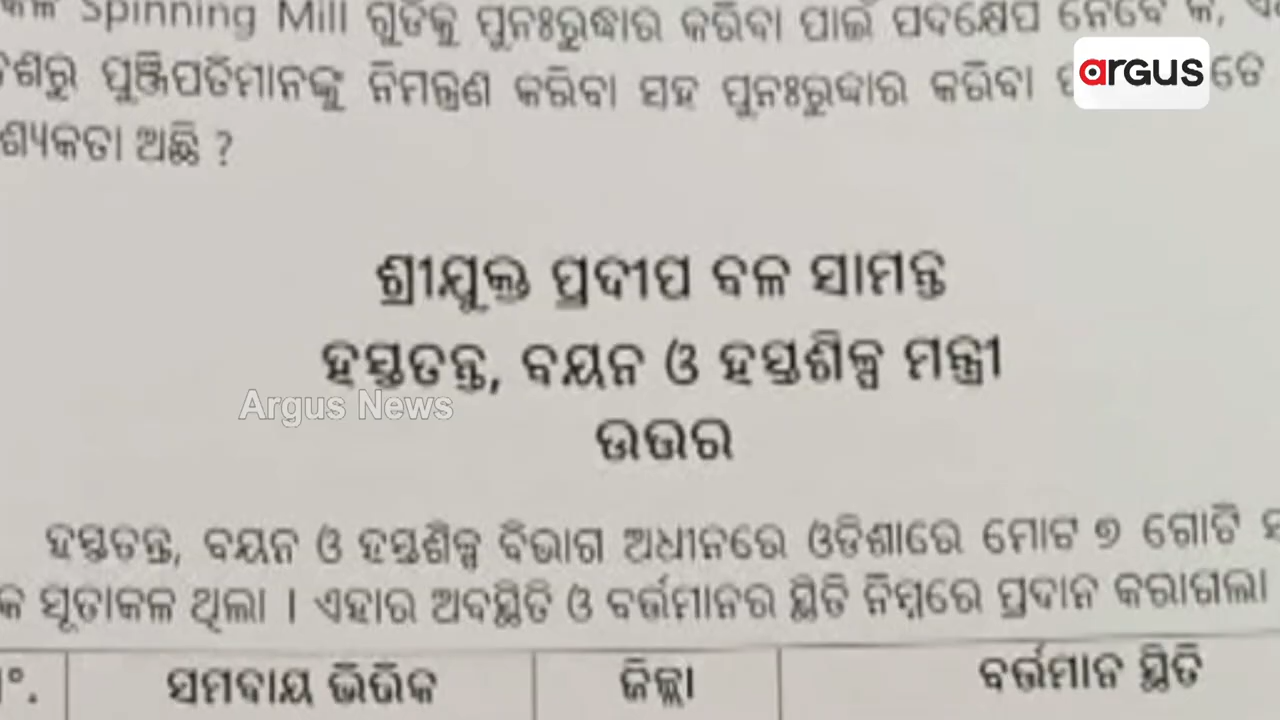 Spinning Mill ଗୁଡିକୁ ପୁନଃରୁଦ୍ଧାର କରିବା ପାଇଁ ପଦକ୍ଷେପ ନେବେ କି,
argus
ପୁଞ୍ଜିପତିମାନଙ୍କୁ ନିମନ୍ତ୍ରଣ କରିବା ସହ ପୁନଃରୁଦ୍ଧାର କରିବା
ଅଛି ?
ଶ୍ରୀଯୁକ୍ତ ପ୍ରଦୀପ ବଳ ସାମନ୍ତ
ହସ୍ତତନ୍ତ, ବୟନ ଓ ହସ୍ତଶିଳ୍ପ ମନ୍ତ୍ରୀ
Argus News
ଉତ୍ତର
ହସ୍ତତନ୍ତ, ବୟନ ଓ ହସ୍ତଶିଳ୍ପ ବିଭାଗ ଅଧୀନରେ ଓଡିଶାରେ ମୋଟ ୭ ଗୋଟି
ସୂତାକଳ ଥିଲା । ଏହାର ଅବସ୍ଥିତି ଓ ବର୍ତ୍ତମାନର ସ୍ଥିତି ନିମ୍ନରେ ପ୍ରଦାନ କରାଗଲା
ସମବାୟ ଭିତ୍ତିକ ଜିଲ୍ଲା ବର୍ତ୍ତମାନ ସ୍ଥିତି